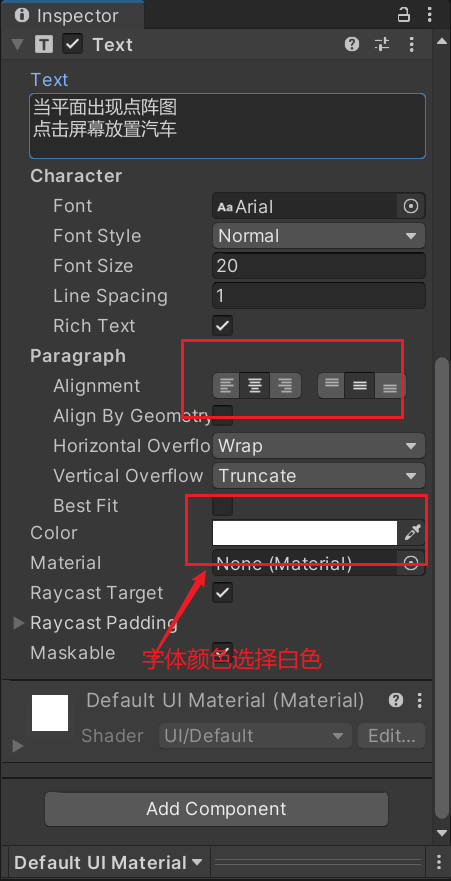 Inspector
Text
Text
当平面出现点阵图
点击屏幕放置汽车
Character
Font
Aa Arial
Font Style
Normal
Font Size
20
Line Spacing
1
Rich Text
Paragraph
Alignment
Align By Geometry
Horizontal Overflo
Wrap
Vertical Overflow
Truncate
Best Fit
Color
Material
None (Material)
Raycast Target
Raycast Padding
Maskable
字体颜色选择白色
Default UI Material (Material)
Shader
UI/Default
Edit...
Add Component
Default UI Material